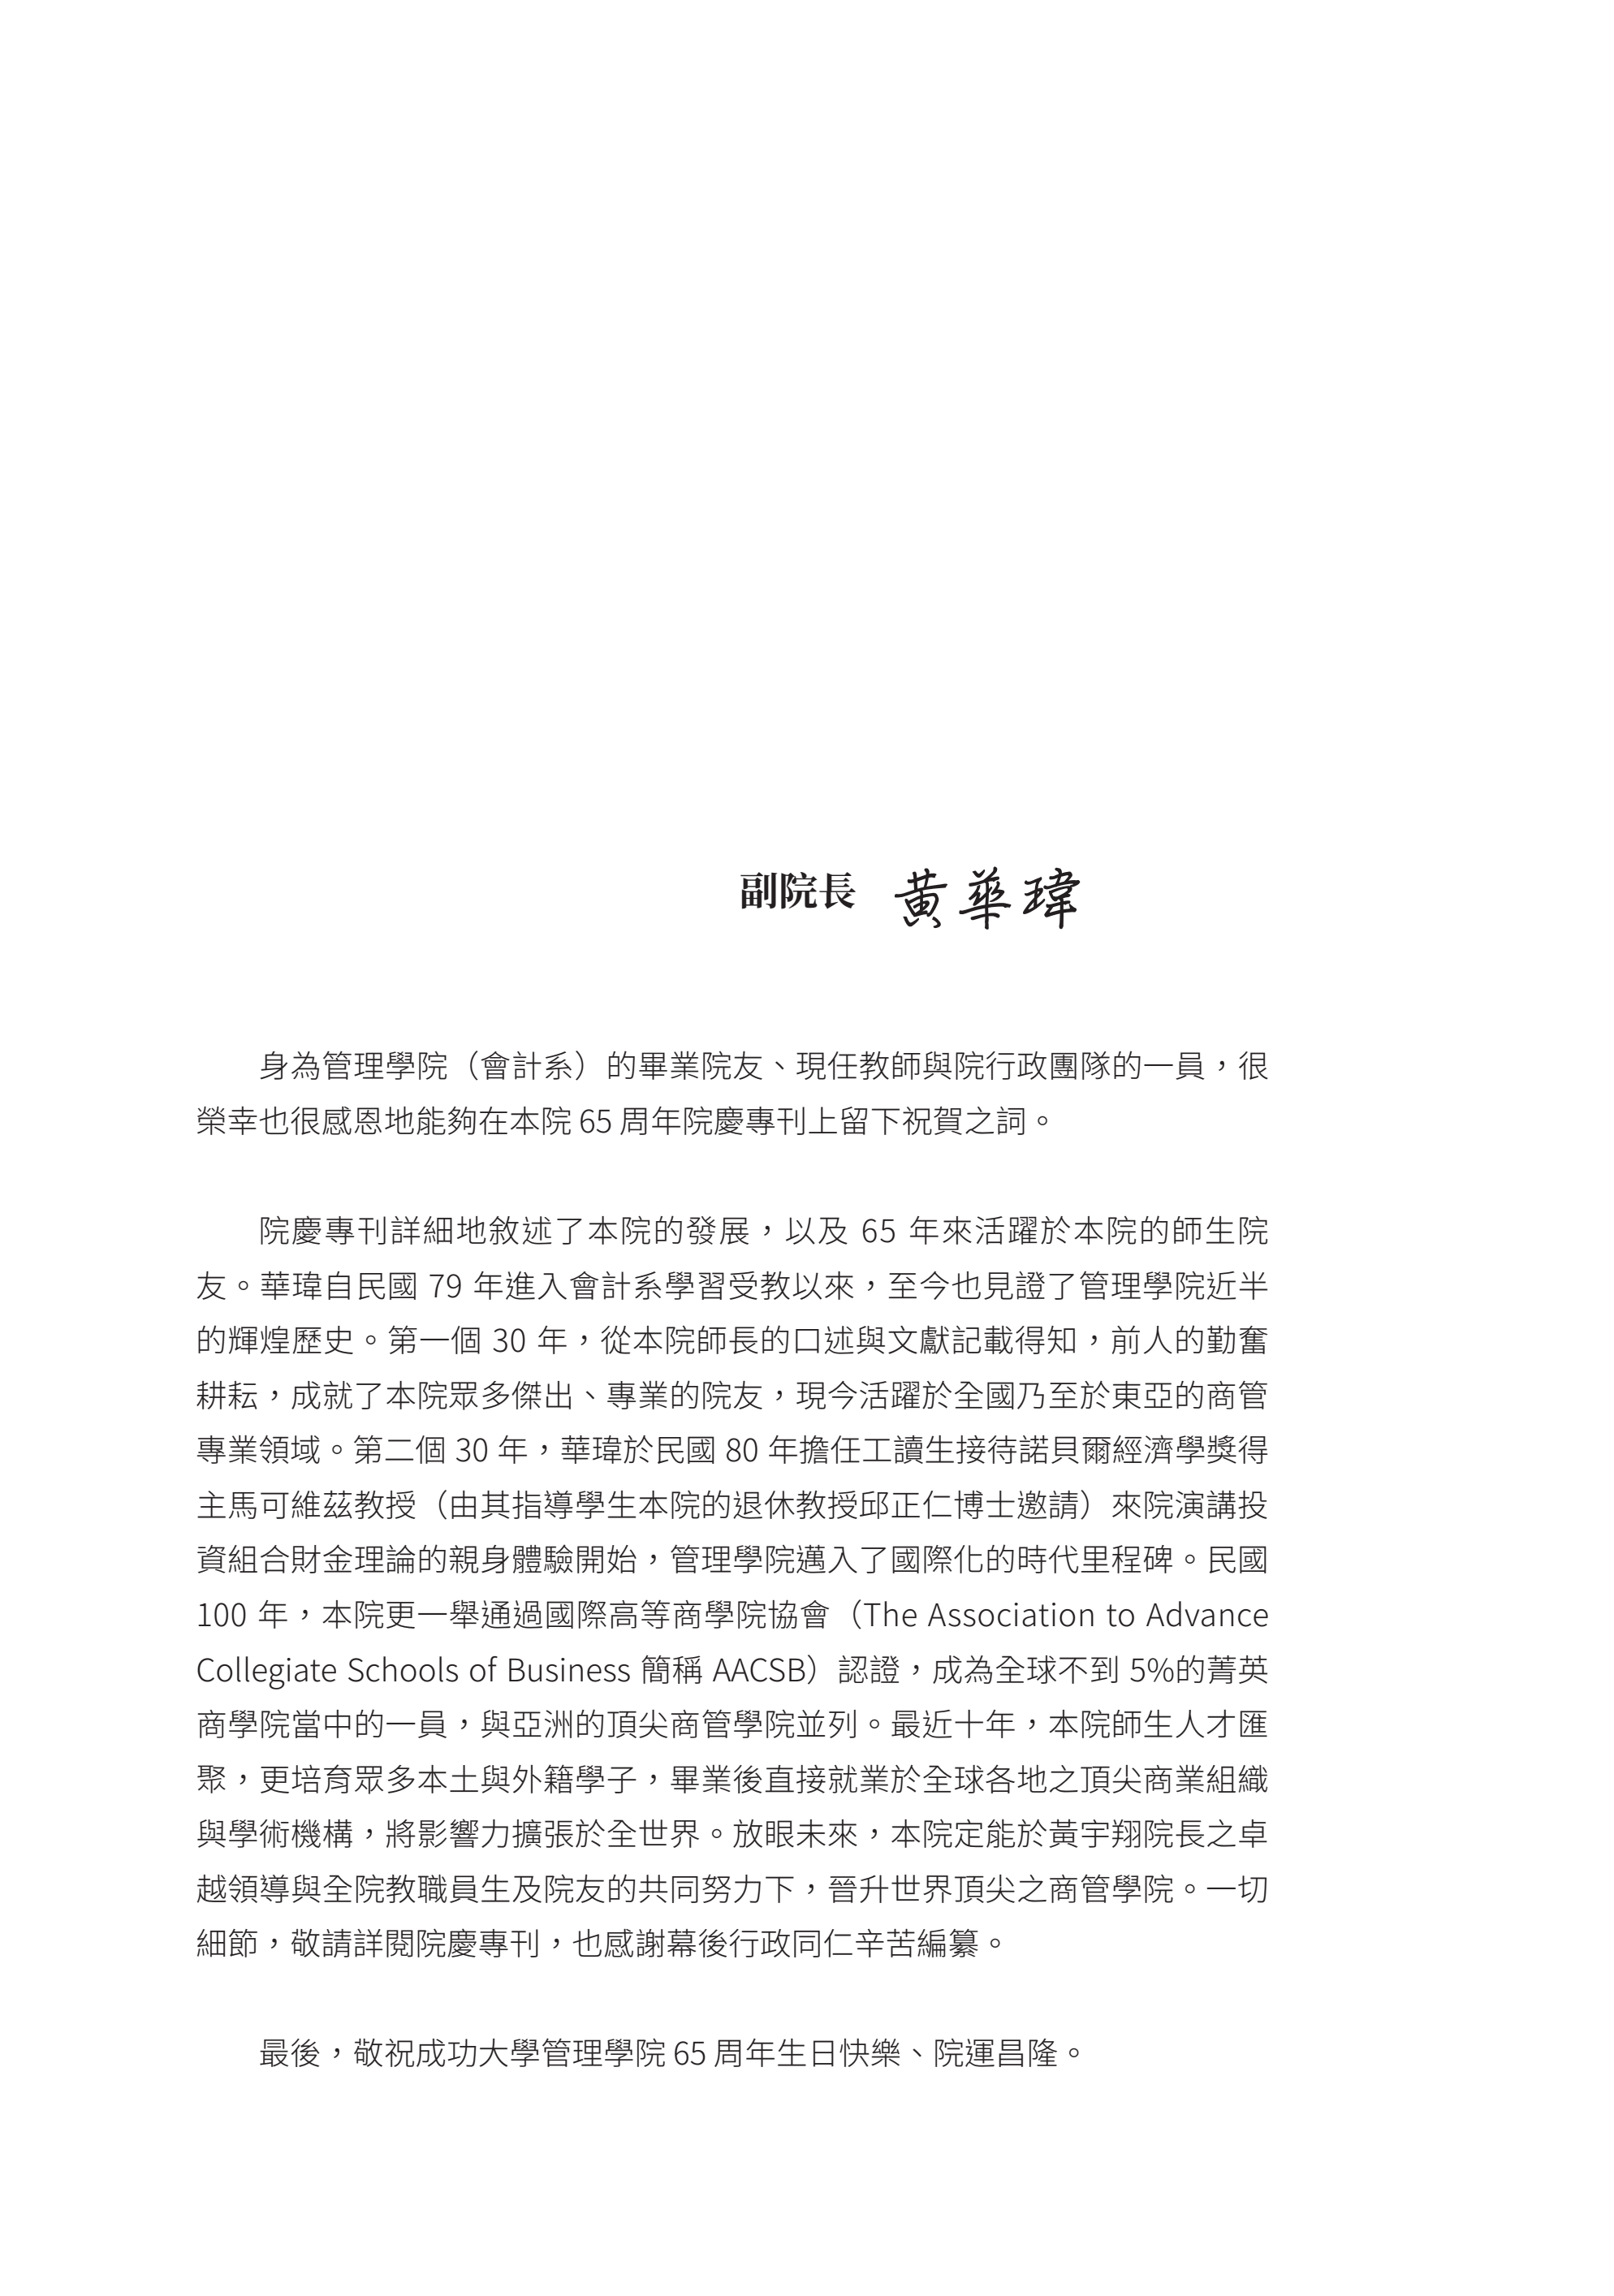 副院長 黃華瑋
身為管理學院（會計系）的畢業院友、現任教師與院行政團隊的一員，很
榮幸也很感恩地能夠在本院 65 周年院慶專刊上留下祝賀之詞。
院慶專刊詳細地敘述了本院的發展，以及 65 年來活躍於本院的師生院
友。華瑋自民國 79 年進入會計系學習受教以來，至今也見證了管理學院近半
的輝煌歷史。第一個 30 年，從本院師長的口述與文獻記載得知，前人的勤奮
耕耘，成就了本院眾多傑出、專業的院友，現今活躍於全國乃至於東亞的商管
專業領域。第二個 30 年，華瑋於民國 80 年擔任工讀生接待諾貝爾經濟學獎得
主馬可維茲教授（由其指導學生本院的退休教授邱正仁博士邀請）來院演講投
資組合財金理論的親身體驗開始，管理學院邁入了國際化的時代里程碑。民國
100 年，本院更一舉通過國際高等商學院協會（The Association to Advance
Collegiate Schools of Business 簡稱 AACSB）認證，成為全球不到 5%的菁英
商學院當中的一員，與亞洲的頂尖商管學院並列。最近十年，本院師生人才匯
聚，更培育眾多本土與外籍學子，畢業後直接就業於全球各地之頂尖商業組織
與學術機構，將影響力擴張於全世界。放眼未來，本院定能於黃宇翔院長之卓
越領導與全院教職員生及院友的共同努力下，晉升世界頂尖之商管學院。一切
細節，敬請詳閱院慶專刊，也感謝幕後行政同仁辛苦編纂。
最後，敬祝成功大學管理學院 65 周年生日快樂、院運昌隆。